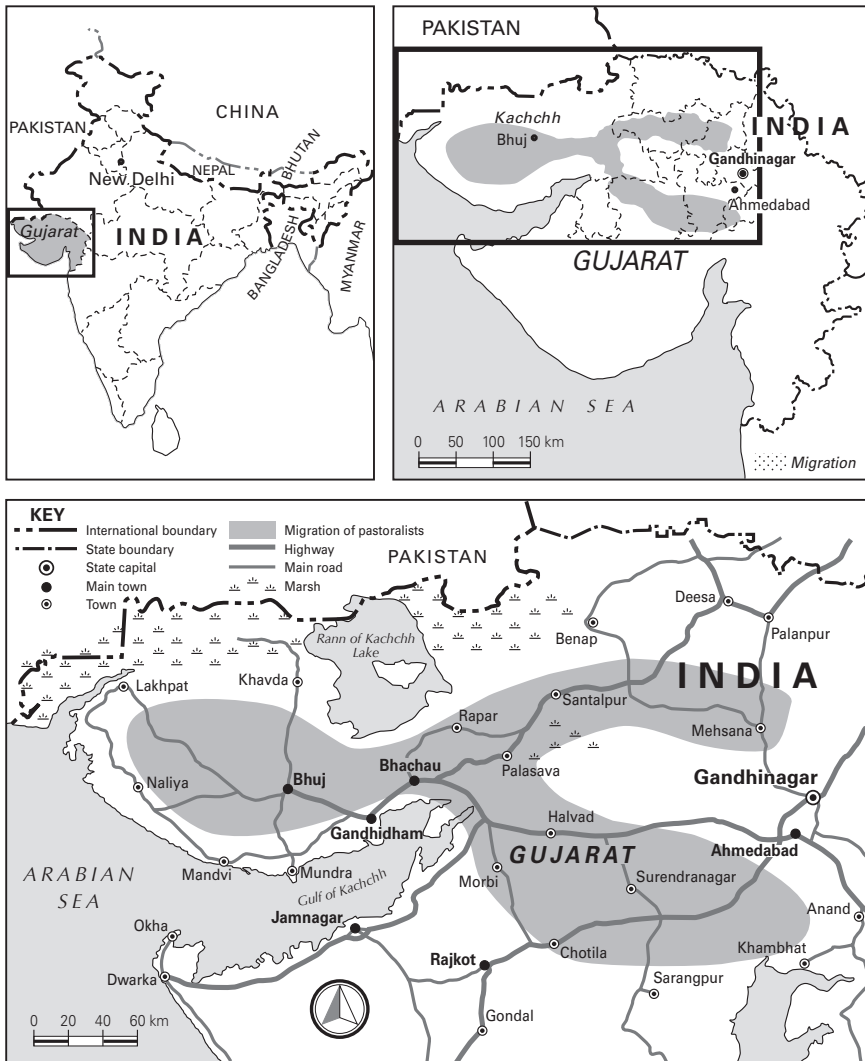 CHINA
PAKISTAN
NEPAL
BHUTAN
New Delhi
Gujarat
INDIA
BANGLADESH
MYANMAR
PAKISTAN
Kachchh
Bhuj
INDIA
Gandhinagar
Ahmedabad
GUJARAT
ARABIAN SEA
0 50 100 150 km
Migration
KEY
International boundary
State boundary
State capital
Main town
Town
Migration of pastoralists
Highway
Main road
Marsh
PAKISTAN
Rann of Kachchh
Lake
Deesa
Palanpur
Benap
INDIA
Lakhpat
Khavda
Santalpur
Rapar
Mehsana
Palasava
Bhachau
Bhuj
Naliya
Gandhidham
Gandhinagar
Halvad
GUJARAT
Ahmedabad
Mandvi
Mundra
Gulf of Kachchh
Morbi
Surendranagar
ARABIAN
SEA
Jamnagar
Anand
Okha
Chotila
Khambhat
Rajkot
Dwarka
Sarangpur
Gondal
0 20 40 60 km